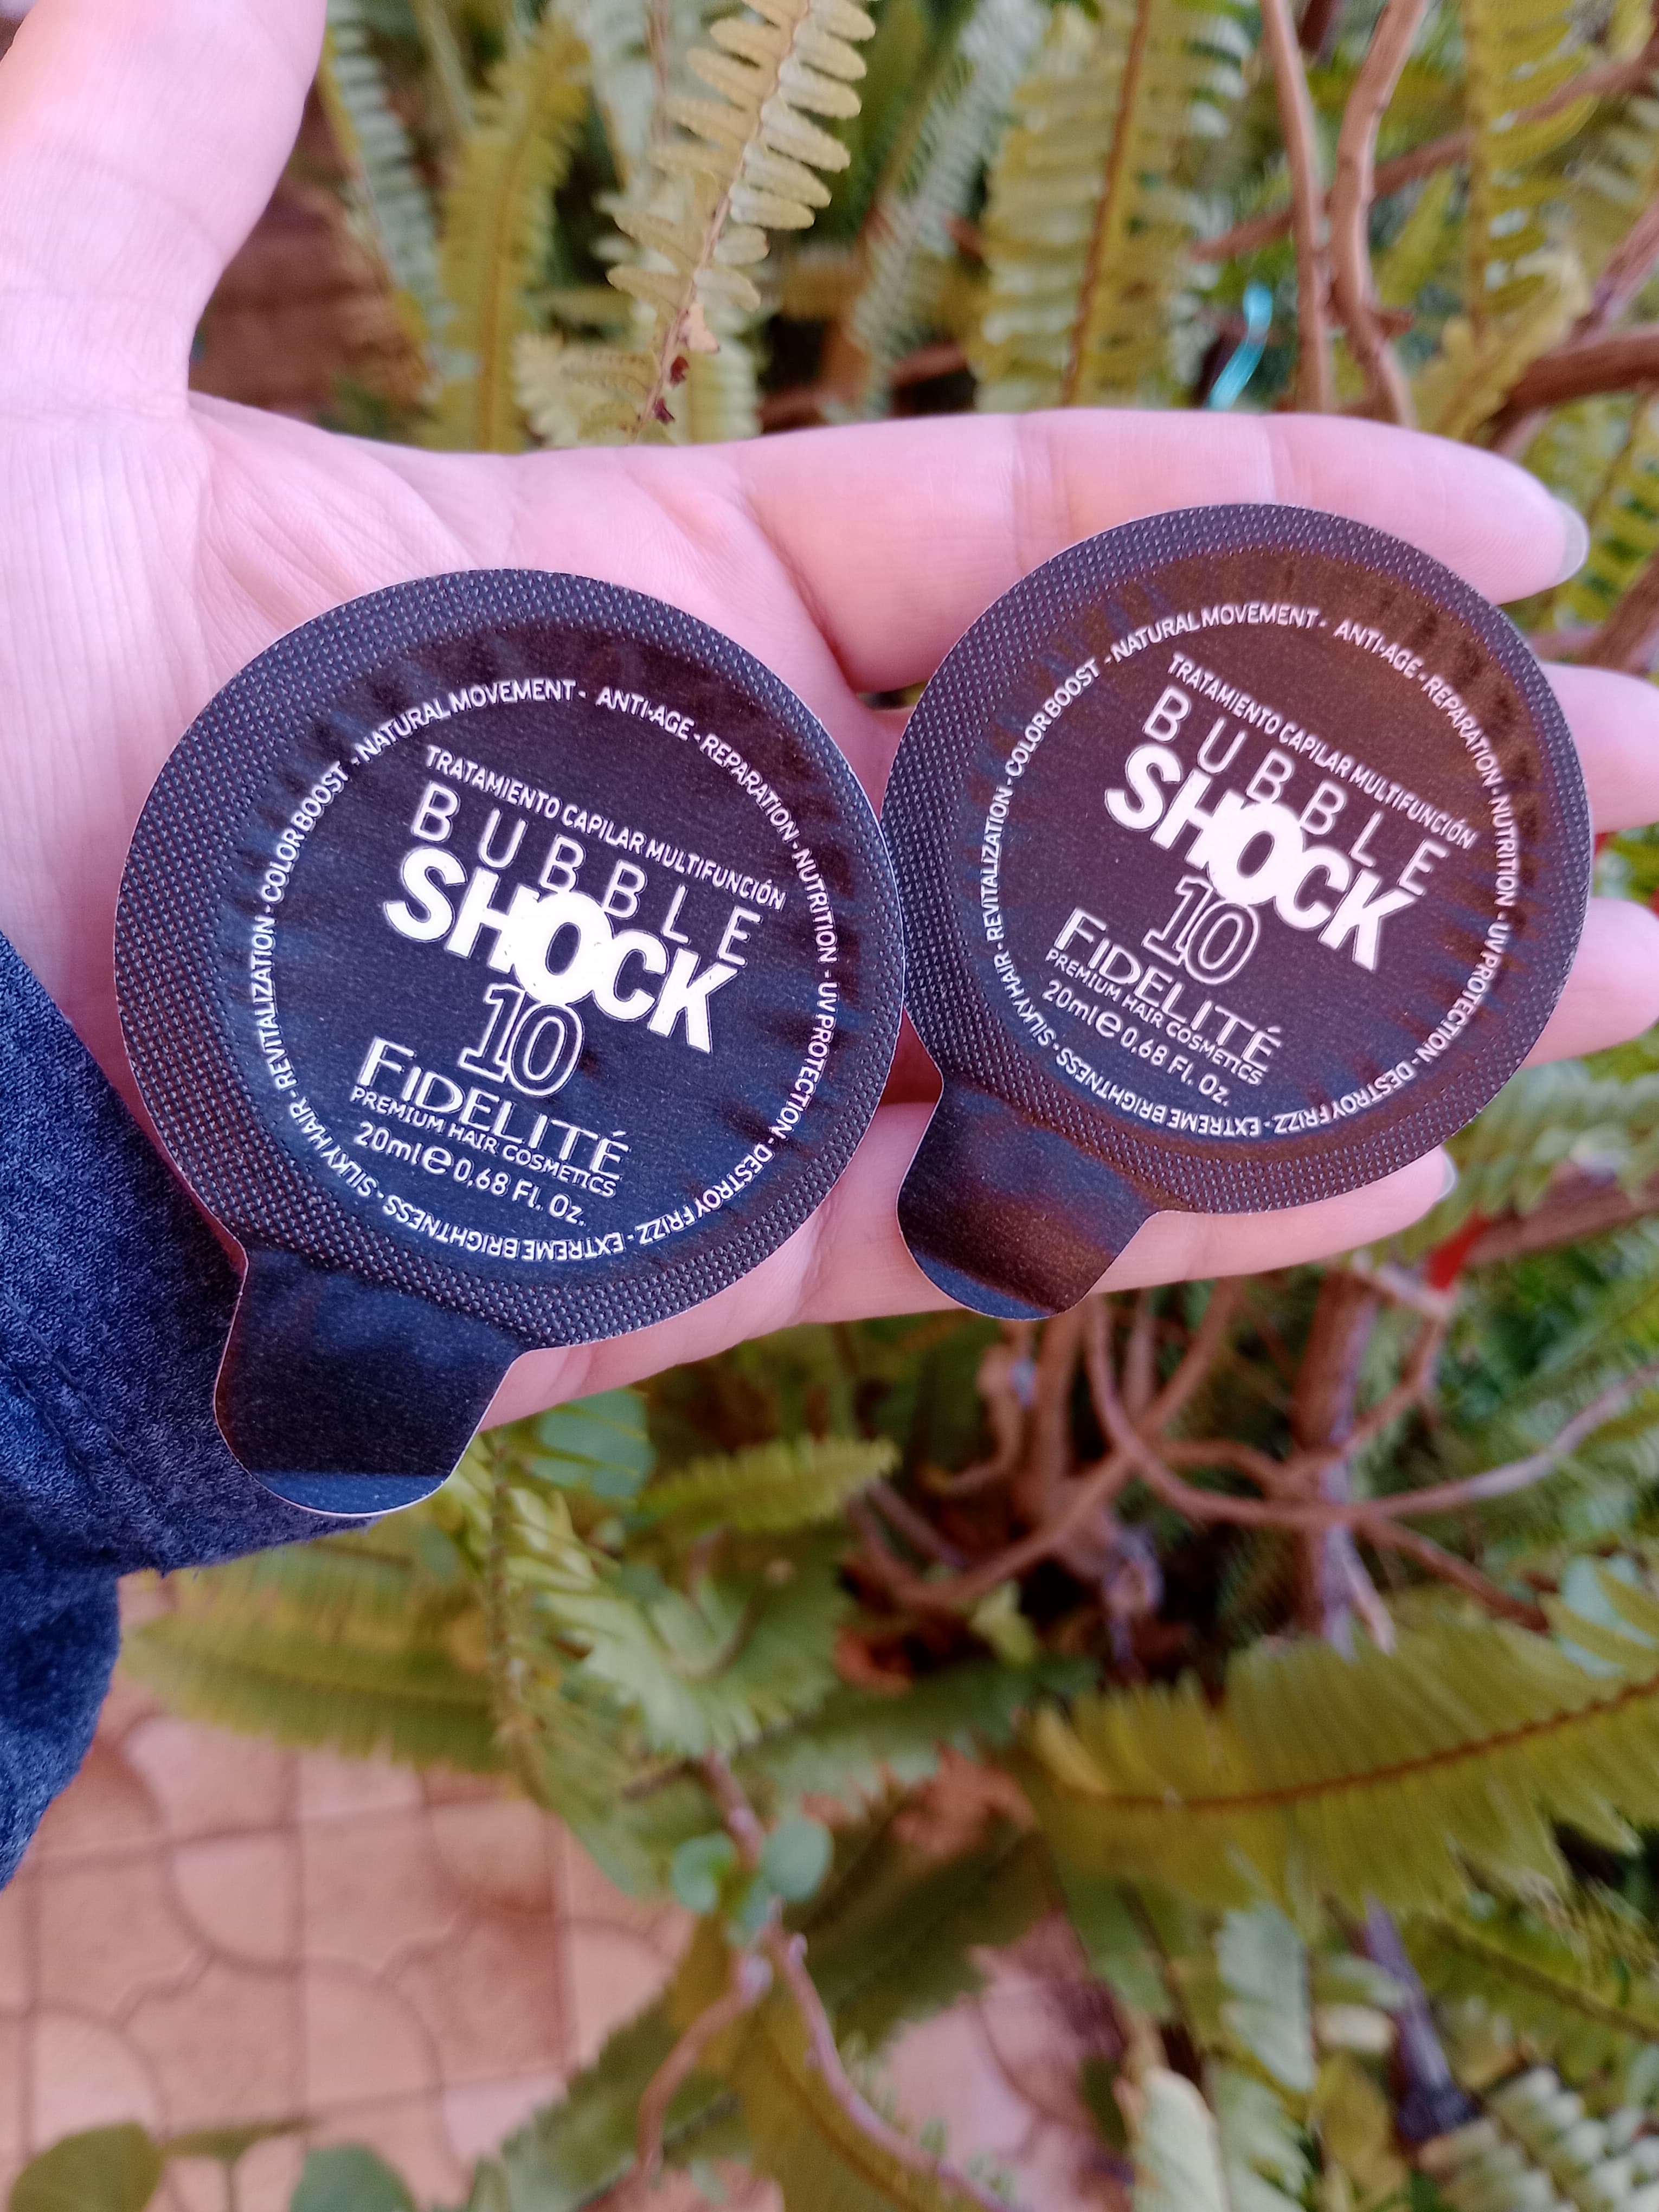 NATURAL MOVEMENT - ANTI-AGE - REPARATION - NUTRITION - UV PROTECTION - DESTROY FRIZZ - EXTREME BRIGHTNESS - SILKY HAIR - REVITALIZATION - COLOR BOOST -
TRATAMIENTO CAPILAR MULTIFUNCIÓN
BUBBLE
SHOCK
10
FIDELITÉ
PREMIUM HAIR COSMETICS
20ml e 0.68 Fl. Oz.
NATURAL MOVEMENT - ANTI-AGE - REPARATION - NUTRITION - UV PROTECTION - DESTROY FRIZZ - EXTREME BRIGHTNESS - SILKY HAIR - REVITALIZATION - COLOR BOOST -
TRATAMIENTO CAPILAR MULTIFUNCIÓN
BUBBLE
SHOCK
10
FIDELITÉ
PREMIUM HAIR COSMETICS
20ml e 0.68 Fl. Oz.